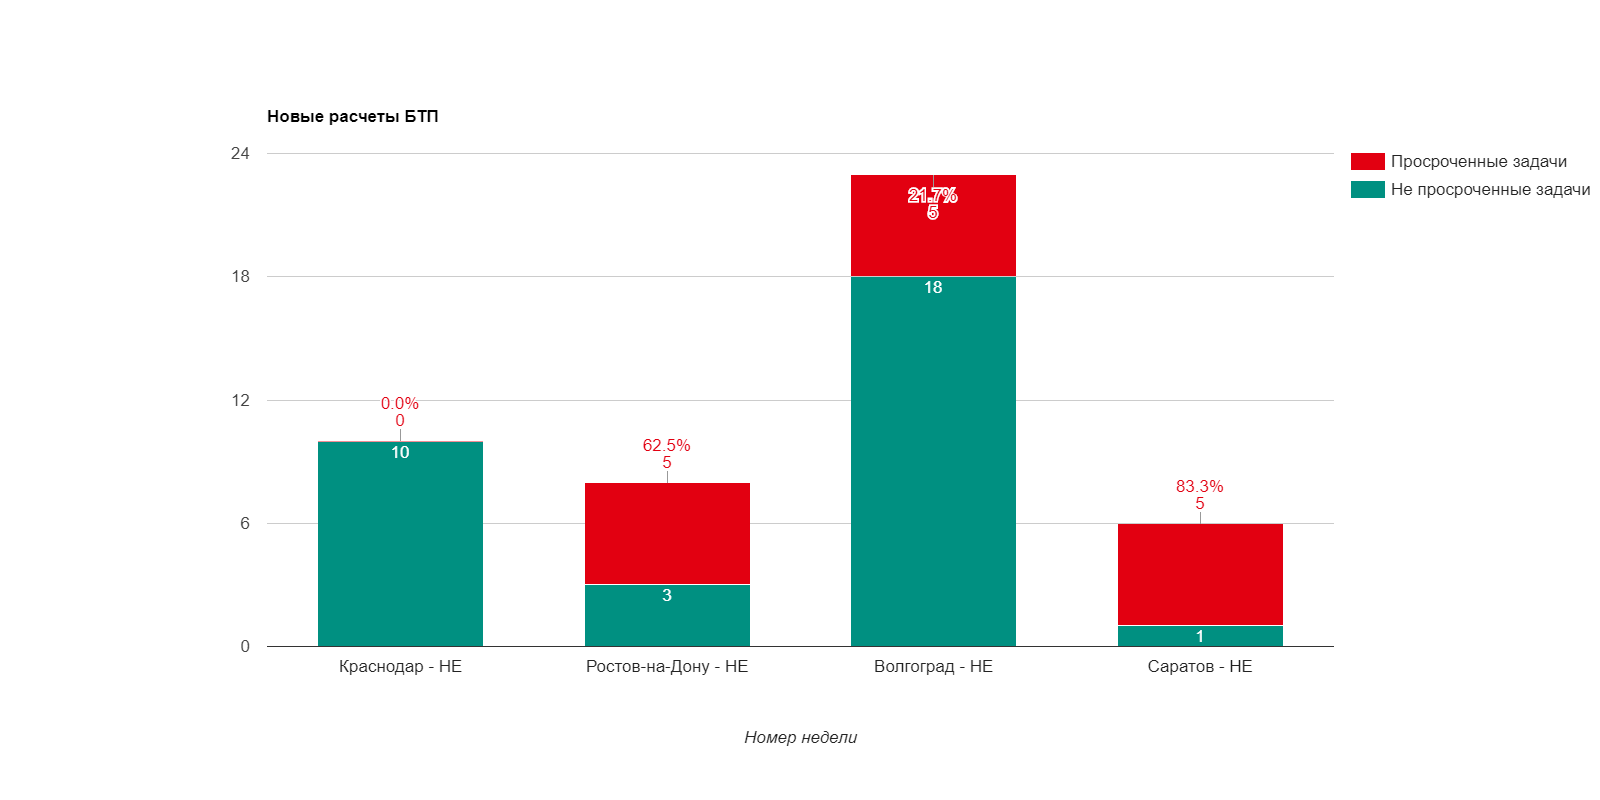 Новые расчеты БТП
Просроченные задачи
Не просроченные задачи
24
18
12
6
0
0.0%
0
10
62.5%
5
3
21.7%
5
18
83.3%
5
1
Краснодар - НЕ
Ростов-на-Дону - НЕ
Волгоград - НЕ
Саратов - НЕ
Номер недели